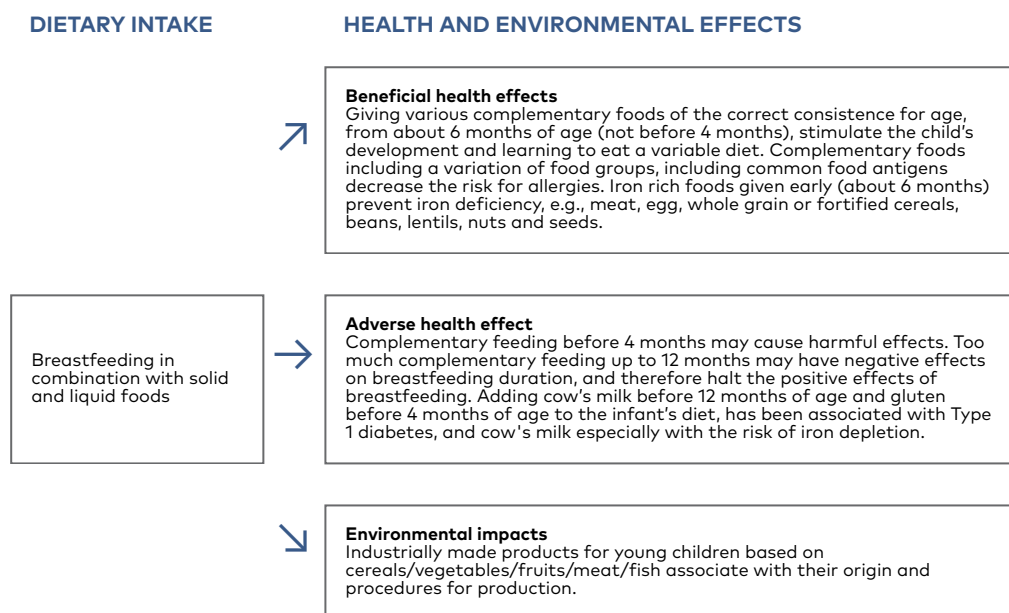 DIETARY INTAKE
HEALTH AND ENVIRONMENTAL EFFECTS
Beneficial health effects
Giving various complementary foods of the correct consistence for age,
from about 6 months of age (not before 4 months), stimulate the child's
development and learning to eat a variable diet. Complementary foods
including a variation of food groups, including common food antigens
decrease the risk for allergies. Iron rich foods given early (about 6 months)
prevent iron deficiency, e.g., meat, egg, whole grain or fortified cereals,
beans, lentils, nuts and seeds.
Breastfeeding in
combination with solid
and liquid foods
Adverse health effect
Complementary feeding before 4 months may cause harmful effects. Too
much complementary feeding up to 12 months may have negative effects
on breastfeeding duration, and therefore halt the positive effects of
breastfeeding. Adding cow's milk before 12 months of age and gluten
before 4 months of age to the infant's diet, has been associated with Type
1 diabetes, and cow's milk especially with the risk of iron depletion.
Environmental impacts
Industrially made products for young children based on
cereals/vegetables/fruits/meat/fish associate with their origin and
procedures for production.